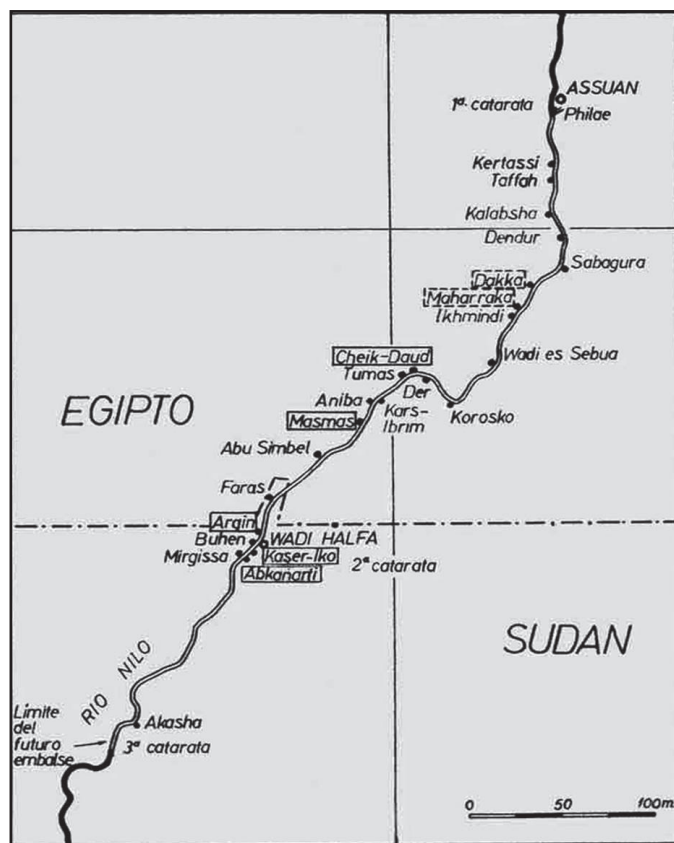 ASSUAN
1ª. catarata
Philae
Kertassi
Taffah
Kalabsha
Dendur
Sabagura
Dakka
Maharraka
Ikhmindi
Wadi es Sebua
Cheik-Daud
Tumas
Der
Aniba
Kars-
Ibrim
Korosko
EGIPTO
Masmas
Abu Simbel
Faras
Argin
Buhen
WADI HALFA
Mirgissa
Kaser-Iko
2ª catarata
Abkanarti
SUDAN
RIO NILO
Límite
del
futuro
embalse
Akasha
3ª catarata
0 50 100m